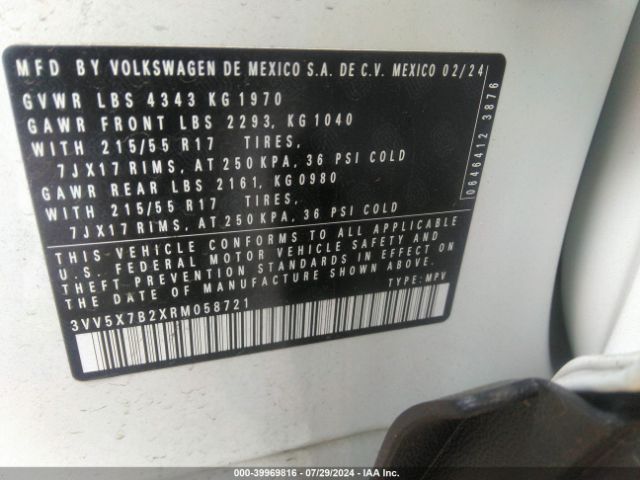 MFD BY VOLKSWAGEN DE MEXICO S.A. DE C.V. MEXICO 02/24
GVWR LBS 4343 KG 1970
GAWR FRONT LBS 2293, KG 1040
WITH 215/55 R17 TIRES,
7JX17 RIMS, AT 250 KPA, 36 PSI COLD
GAWR REAR LBS 2161, KG0980
WITH 215/55 R17 TIRES,
7JX17 RIMS, AT 250 KPA, 36 PSI COLD
THIS VEHICLE CONFORMS TO ALL APPLICABLE
U.S. FEDERAL MOTOR VEHICLE SAFETY AND
THEFT PREVENTION STANDARDS IN EFFECT ON
THE DATE OF MANUFACTURE SHOWN ABOVE.
3VV5X7B2XRM058721 TYPE: MPV
0646412 3876
000-39969816 / 07/29/2024 - IAA Inc.